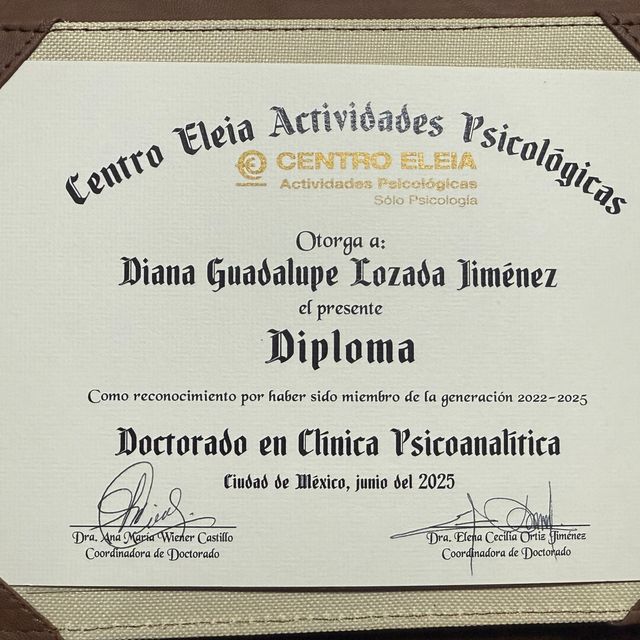 Centro Eleia Actividades Psicológicas
CENTRO ELEIA
Actividades Psicológicas
Sólo Psicología
Otorga a:
Diana Guadalupe Lozada Jiménez
el presente
Diploma
Como reconocimiento por haber sido miembro de la generación 2022-2025
Doctorado en Clínica Psicoanalítica
Ciudad de México, junio del 2025
Dra. Ana María Wiener Castillo
Coordinadora de Doctorado
Dra. Elena Cecilia Ortiz Jiménez
Coordinadora de Doctorado